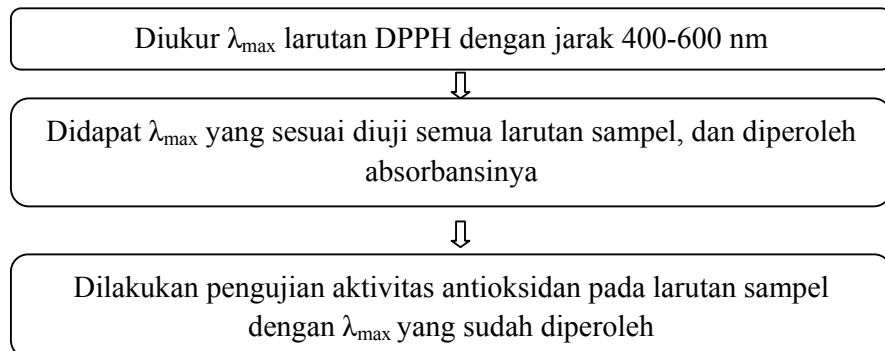 Diukur λmax larutan DPPH dengan jarak 400-600 nm
Didapat λmax yang sesuai diuji semua larutan sampel, dan diperoleh
absorbansinya
Dilakukan pengujian aktivitas antioksidan pada larutan sampel
dengan λmax yang sudah diperoleh